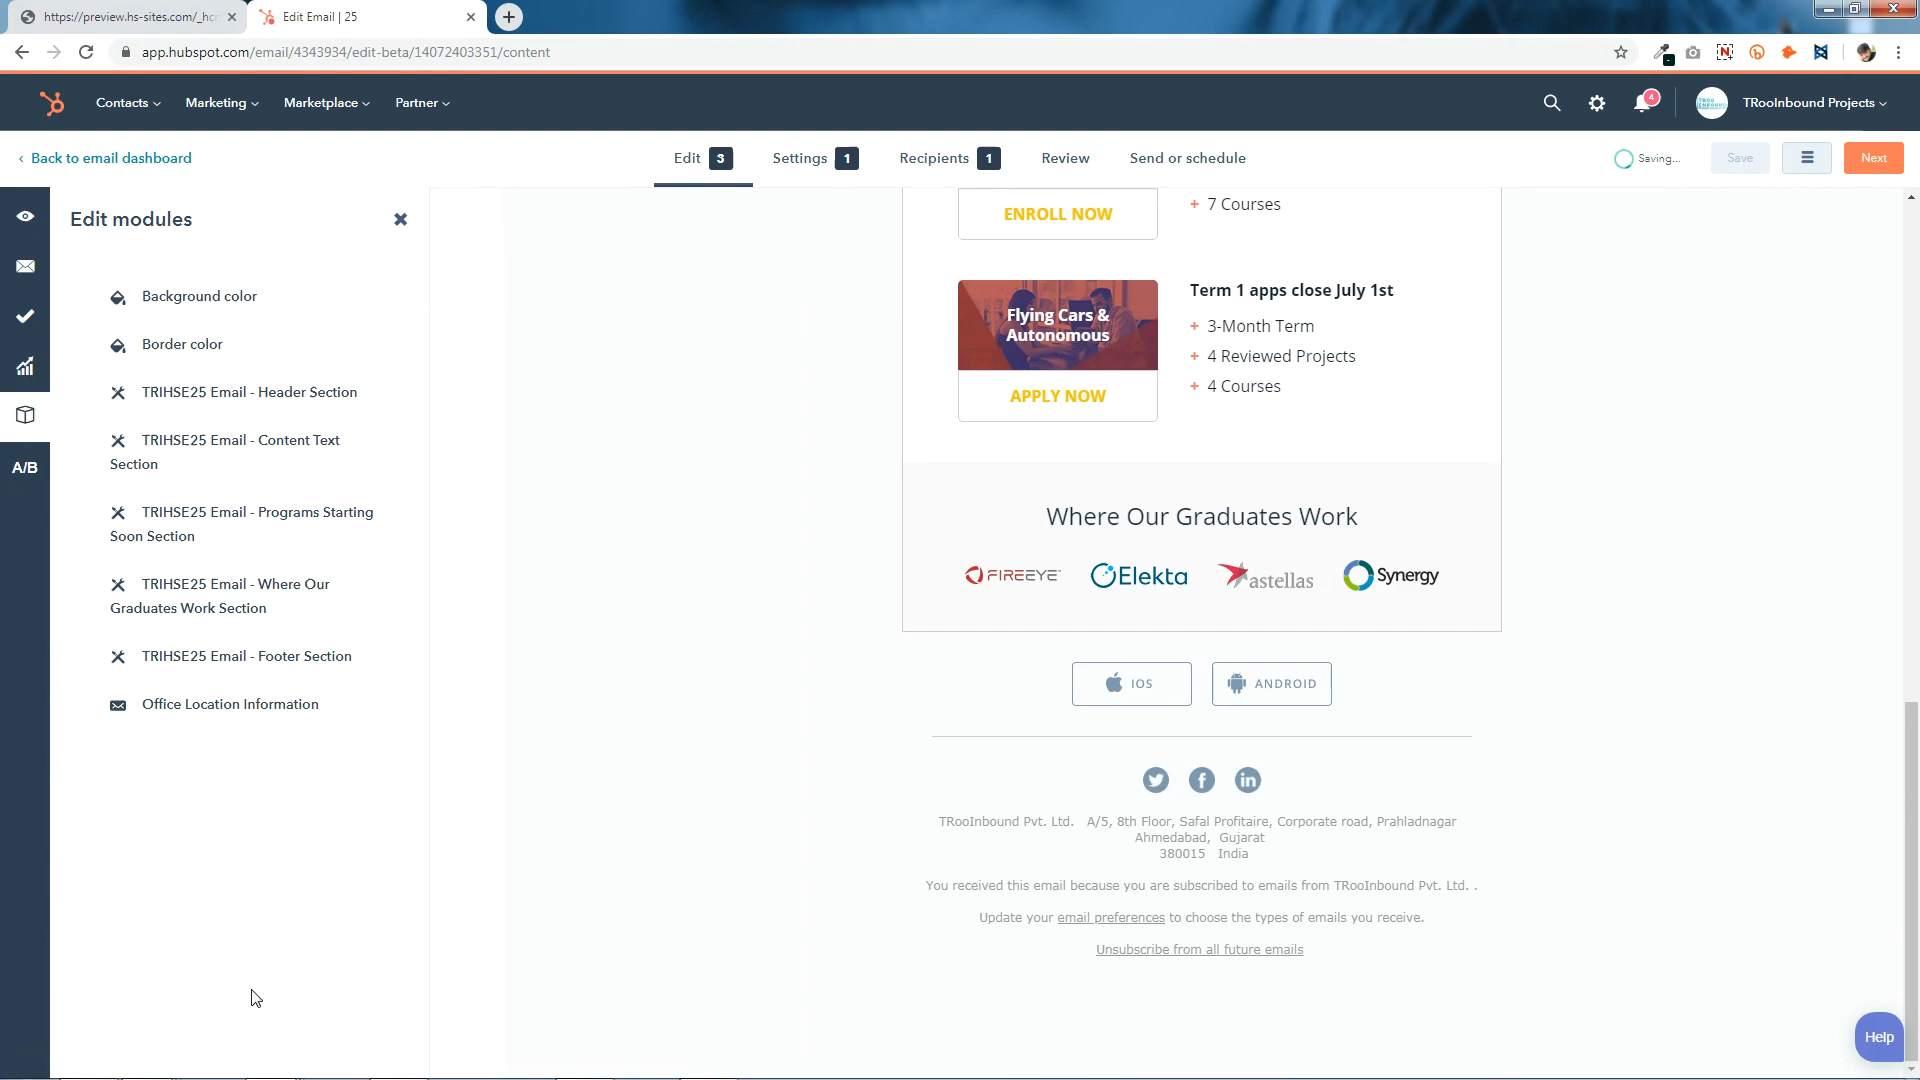 https://preview.hs-sites.com/_hcr
Edit Email | 25
app.hubspot.com/email/4343934/edit-beta/14072403351/content
Contacts
Marketing
Marketplace
Partner
4
TRooInbound Projects
Back to email dashboard
Edit 3
Settings 1
Recipients 1
Review
Send or schedule
Saving...
Save
Next
Edit modules
Background color
Border color
TRIHSE25 Email - Header Section
TRIHSE25 Email - Content Text
Section
TRIHSE25 Email - Programs Starting
Soon Section
TRIHSE25 Email - Where Our
Graduates Work Section
TRIHSE25 Email - Footer Section
Office Location Information
A/B
ENROLL NOW
+ 7 Courses
Flying Cars &
Autonomous
APPLY NOW
Term 1 apps close July 1st
+ 3-Month Term
+ 4 Reviewed Projects
+ 4 Courses
Where Our Graduates Work
FIREEYE
Elekta
astellas
Synergy
IOS
ANDROID
TRooInbound Pvt. Ltd. A/5, 8th Floor, Safal Profitaire, Corporate road, Prahladnagar
Ahmedabad, Gujarat
380015 India
You received this email because you are subscribed to emails from TRooInbound Pvt. Ltd. .
Update your email preferences to choose the types of emails you receive.
Unsubscribe from all future emails
Help